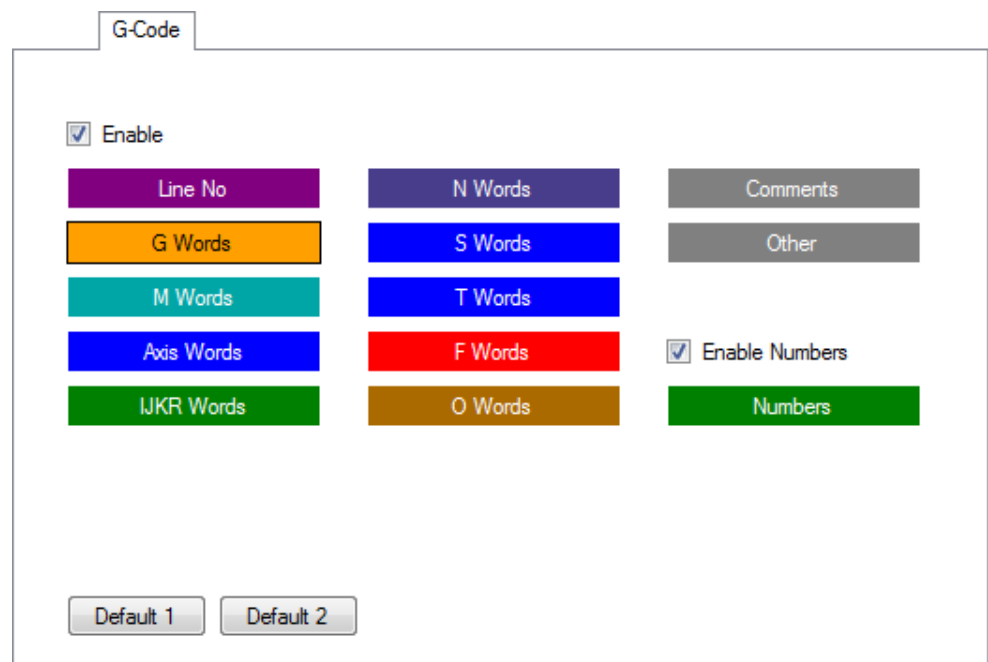 G-Code
Enable
Line No
N Words
Comments
G Words
S Words
Other
M Words
T Words
Axis Words
F Words
Enable Numbers
IJKR Words
O Words
Numbers
Default 1
Default 2